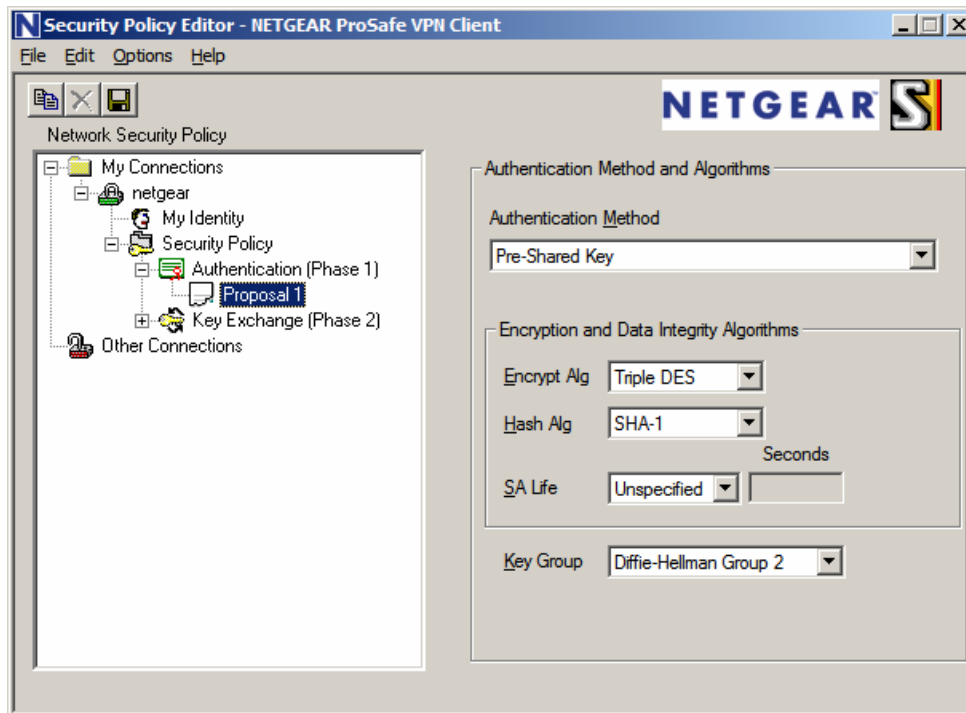 Security Policy Editor - NETGEAR ProSafe VPN Client
File Edit Options Help
NETGEAR™ S
Network Security Policy
My Connections
netgear
My Identity
Security Policy
Authentication (Phase 1)
Proposal 1
Key Exchange (Phase 2)
Other Connections
Authentication Method and Algorithms
Authentication Method
Pre-Shared Key
Encryption and Data Integrity Algorithms
Encrypt Alg Triple DES
Hash Alg SHA-1
Seconds
SA Life Unspecified
Key Group Diffie-Hellman Group 2